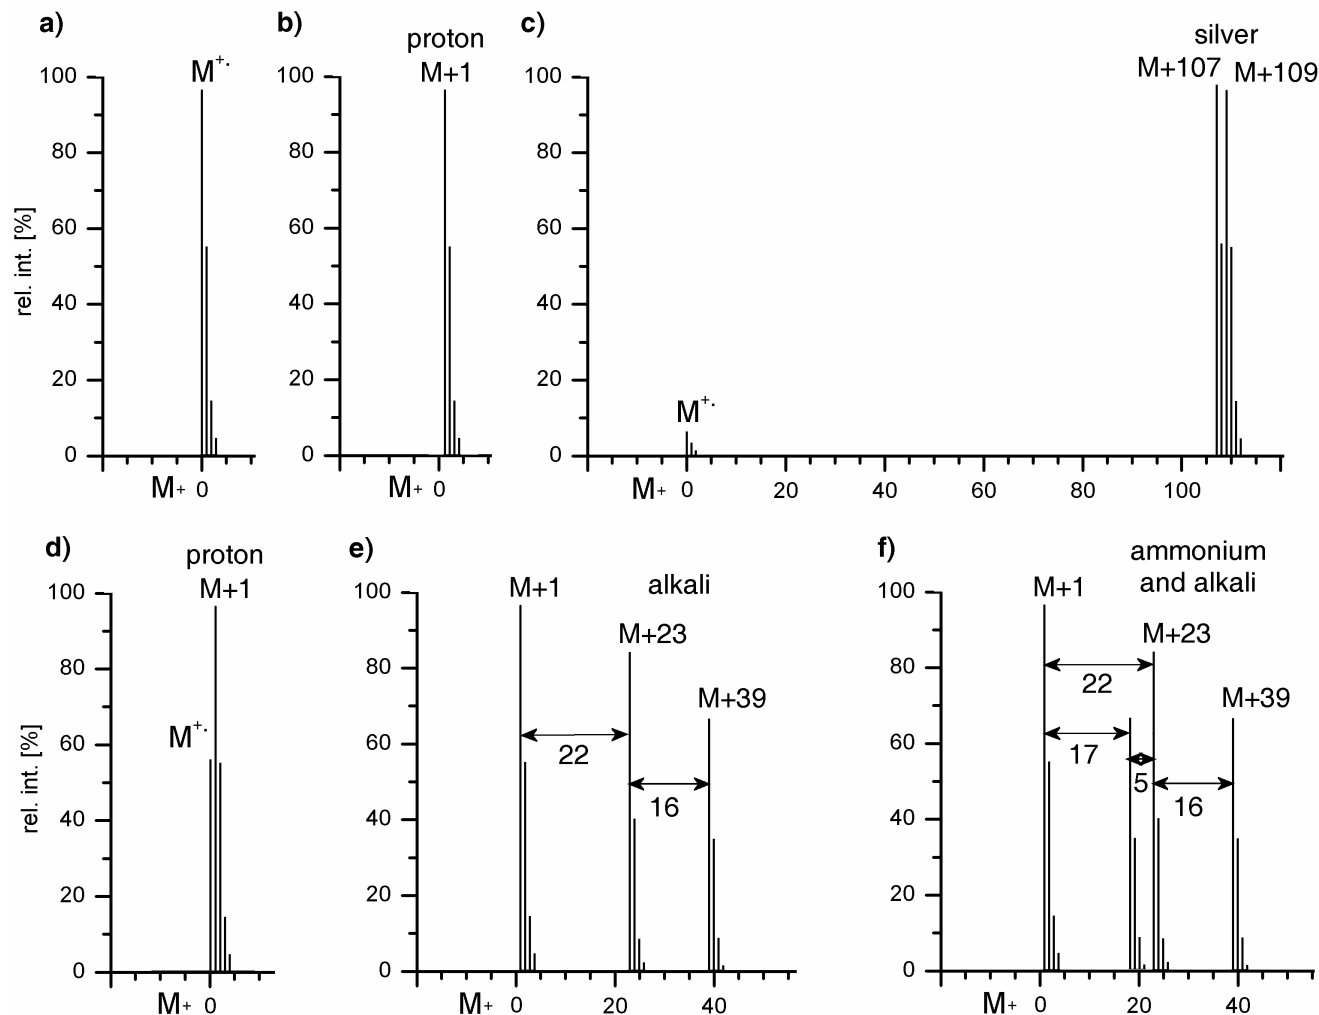 a)
M+·
rel. int. [%]
100
80
60
40
20
0
M+ 0
b)
proton
M+1
100
80
60
40
20
0
M+ 0
c)
silver
M+107 M+109
100
80
60
40
20
0
M+·
M+ 0 20 40 60 80 100
d)
proton
M+1
M+·
rel. int. [%]
100
80
60
40
20
0
M+ 0
e)
alkali
M+1
M+23
M+39
22
16
100
80
60
40
20
0
M+ 0 20 40
f)
ammonium
and alkali
M+1
M+23
M+39
22
17
5
16
100
80
60
40
20
0
M+ 0 20 40